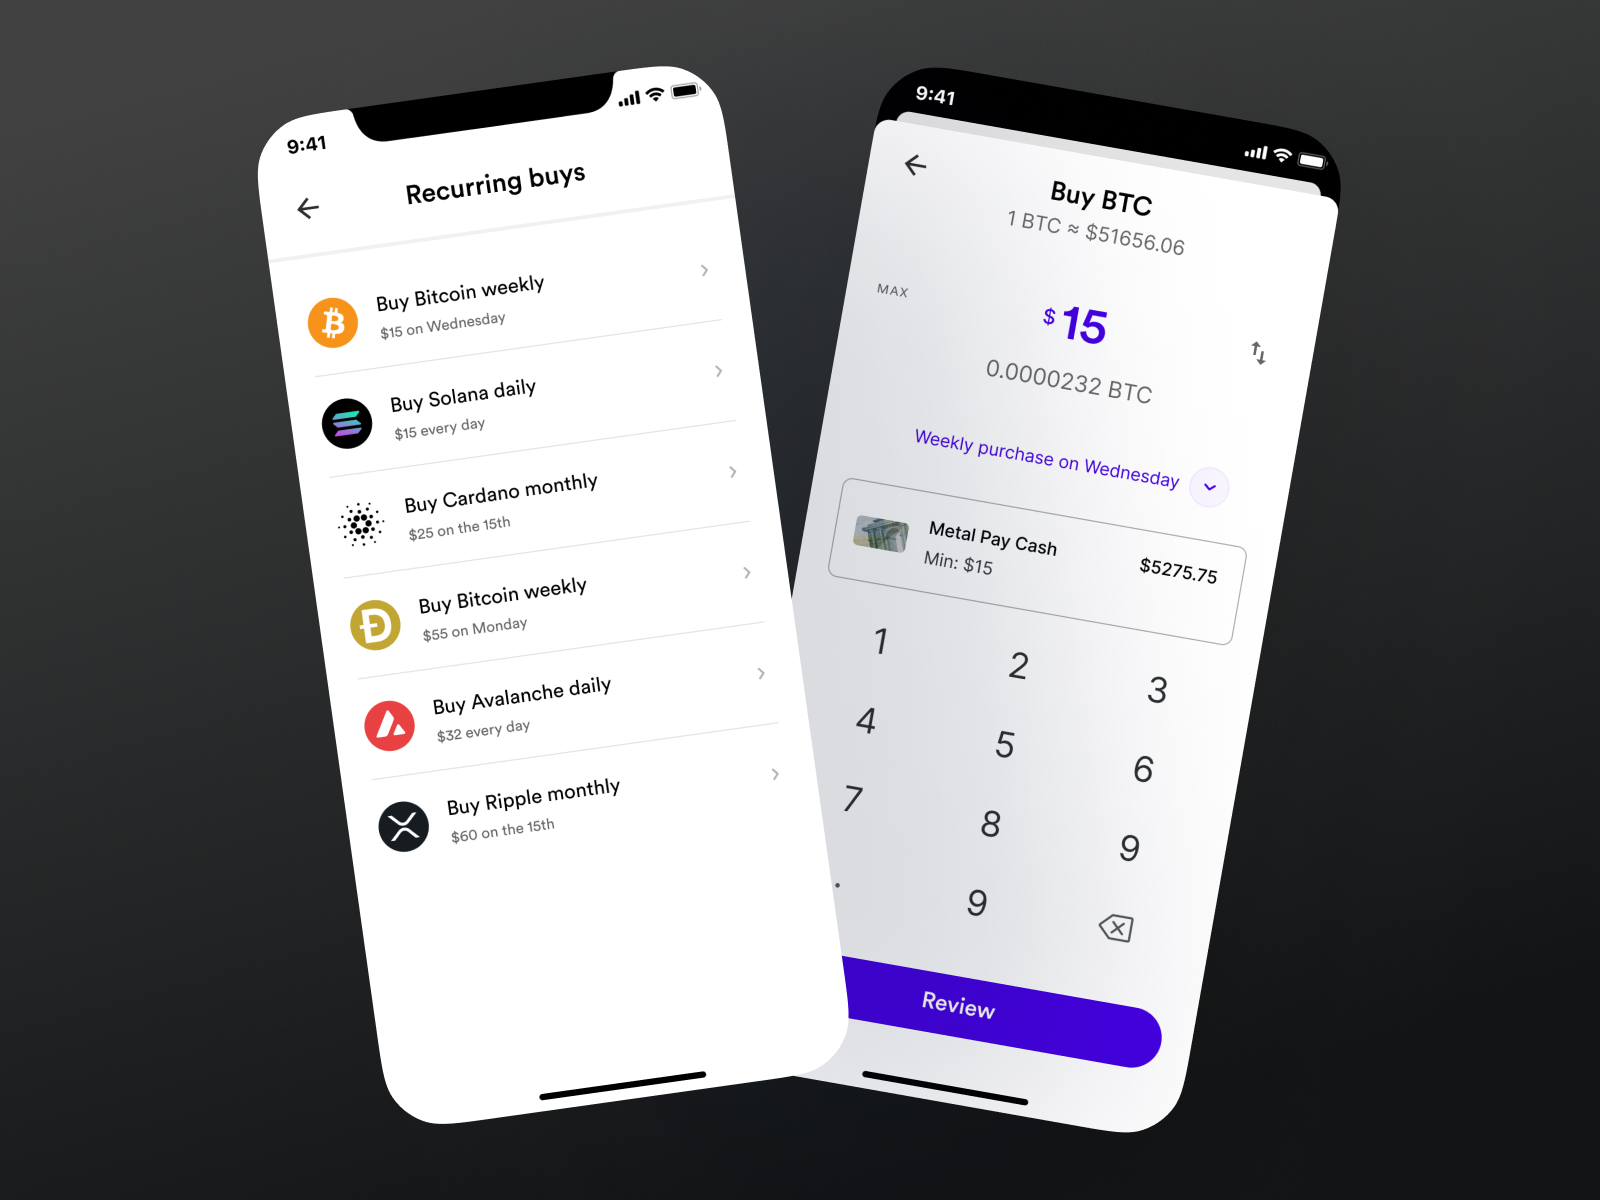 9:41
Recurring buys
Buy Bitcoin weekly
$15 on Wednesday
Buy Solana daily
$15 every day
Buy Cardano monthly
$25 on the 15th
Buy Bitcoin weekly
$55 on Monday
Buy Avalanche daily
$32 every day
Buy Ripple monthly
$60 on the 15th
9:41
Buy BTC
1 BTC ≈ $51656.06
MAX
$15
0.0000232 BTC
Weekly purchase on Wednesday
Metal Pay Cash
$5275.75
Min: $15
1 2 3
4 5 6
7 8 9
. 9
Review